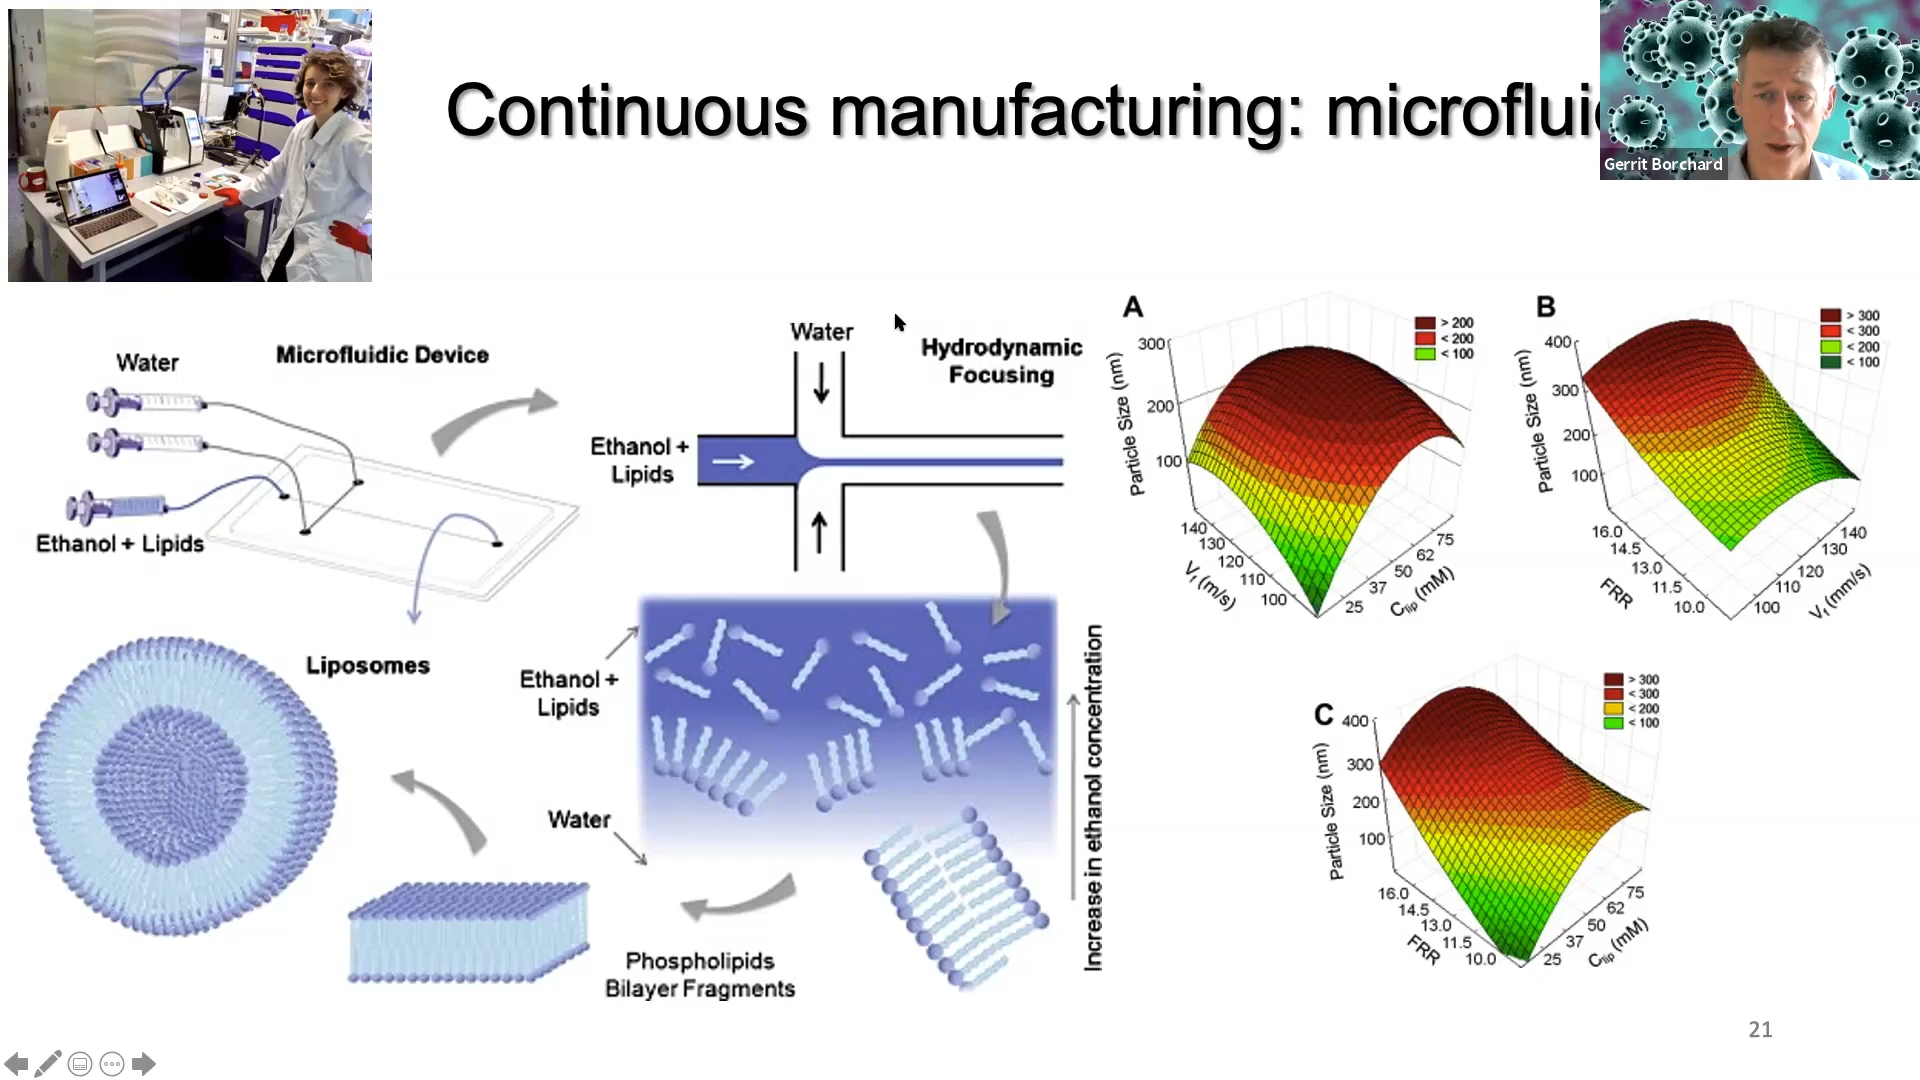 Continuous manufacturing: microfluid
Gerrit Borchard
Water
Microfluidic Device
Ethanol + Lipids
Liposomes
Water
Hydrodynamic
Focusing
Ethanol +
Lipids
Ethanol +
Lipids
Water
Increase in ethanol concentration
Phospholipids
Bilayer Fragments
A
> 200
< 200
< 100
Particle Size (nm)
300
200
100
140
130
120
110
100
Vf (m/s)
75
62
50
37
25
Clip (mM)
B
> 300
< 300
< 200
< 100
Particle Size (nm)
400
300
200
100
16.0
14.5
13.0
11.5
10.0
FRR
140
130
120
110
100
Vf (mm/s)
C
> 300
< 300
< 200
< 100
Particle Size (nm)
400
300
200
100
16.0
14.5
13.0
11.5
10.0
FRR
75
62
50
37
25
Clip (mM)
21